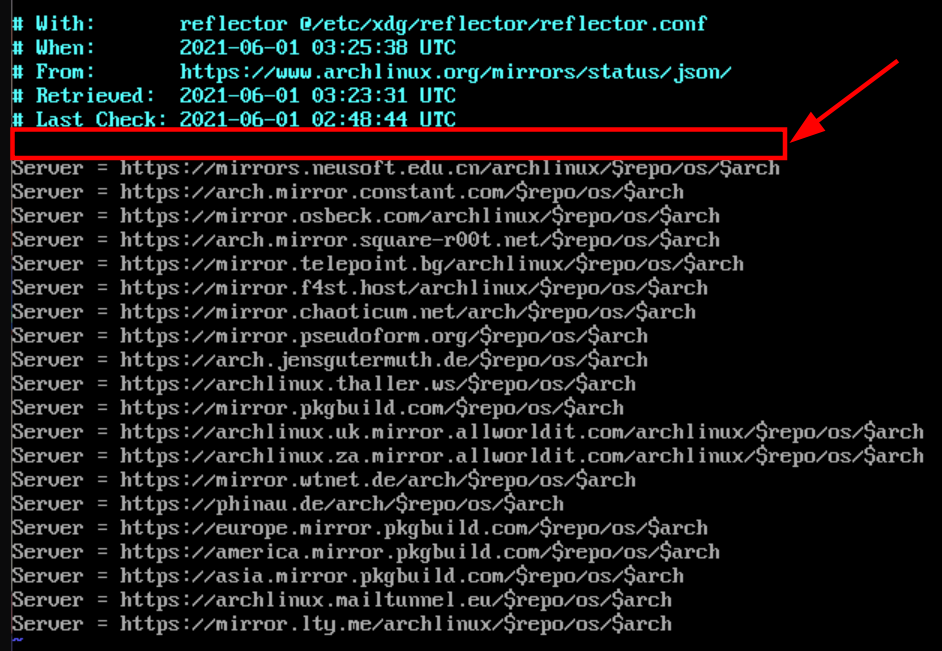 # With:       reflector @/etc/xdg/reflector/reflector.conf
# When:       2021-06-01 03:25:38 UTC
# From:       https://www.archlinux.org/mirrors/status/json/
# Retrieved:  2021-06-01 03:23:31 UTC
# Last Check: 2021-06-01 02:48:44 UTC
Server = https://mirrors.neusoft.edu.cn/archlinux/$repo/os/$arch
Server = https://arch.mirror.constant.com/$repo/os/$arch
Server = https://mirror.osbeck.com/archlinux/$repo/os/$arch
Server = https://arch.mirror.square-r00t.net/$repo/os/$arch
Server = https://mirror.telepoint.bg/archlinux/$repo/os/$arch
Server = https://mirror.f4st.host/archlinux/$repo/os/$arch
Server = https://mirror.chaoticum.net/arch/$repo/os/$arch
Server = https://mirror.pseudoform.org/$repo/os/$arch
Server = https://arch.jensgutermuth.de/$repo/os/$arch
Server = https://archlinux.thaller.ws/$repo/os/$arch
Server = https://mirror.pkgbuild.com/$repo/os/$arch
Server = https://archlinux.uk.mirror.allworldit.com/archlinux/$repo/os/$arch
Server = https://archlinux.za.mirror.allworldit.com/archlinux/$repo/os/$arch
Server = https://mirror.wtnet.de/arch/$repo/os/$arch
Server = https://phinau.de/arch/$repo/os/$arch
Server = https://europe.mirror.pkgbuild.com/$repo/os/$arch
Server = https://america.mirror.pkgbuild.com/$repo/os/$arch
Server = https://asia.mirror.pkgbuild.com/$repo/os/$arch
Server = https://archlinux.mailtunnel.eu/$repo/os/$arch
Server = https://mirror.lty.me/archlinux/$repo/os/$arch
~